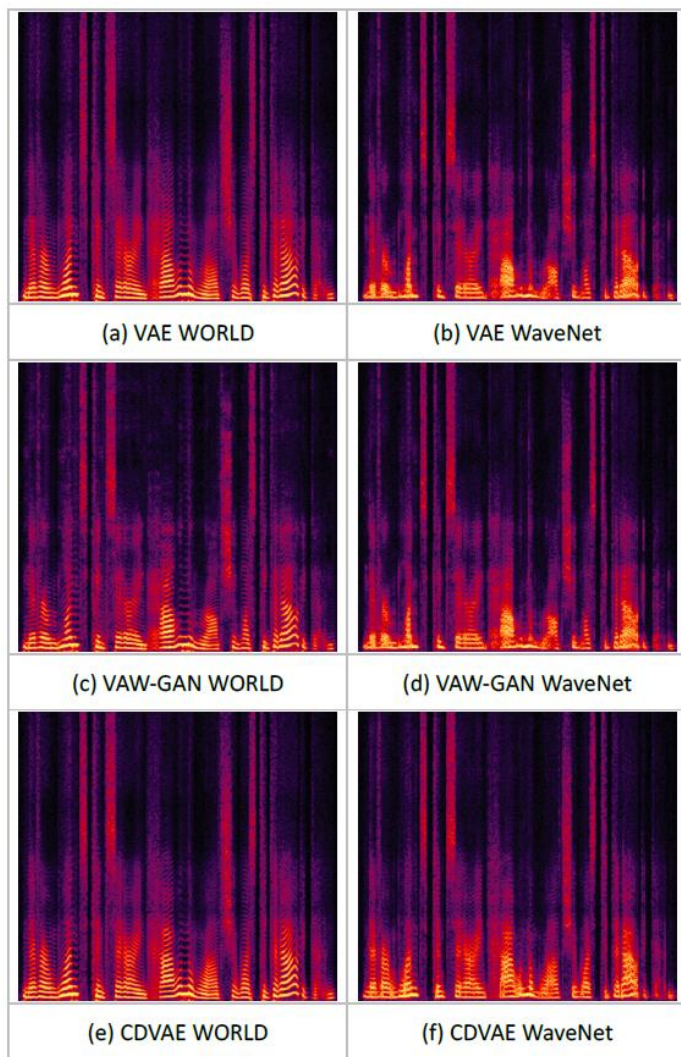 (a) VAE WORLD
(b) VAE WaveNet
(c) VAW-GAN WORLD
(d) VAW-GAN WaveNet
(e) CDVAE WORLD
(f) CDVAE WaveNet